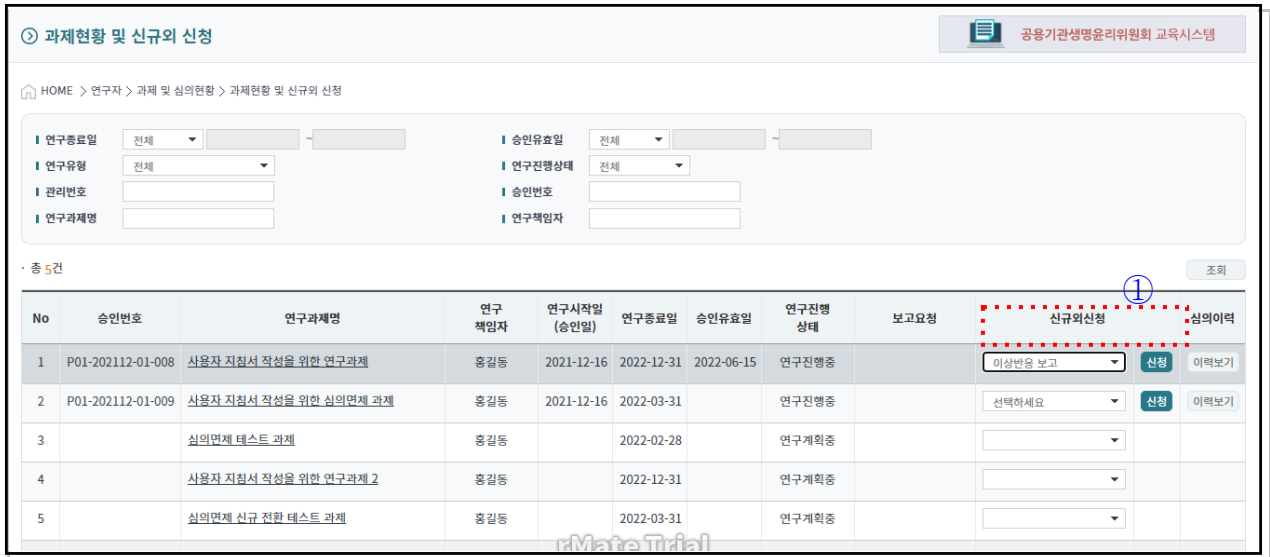 과제현황 및 신규외 신청
공용기관생명윤리위원회 교육시스템
HOME > 연구자 > 과제 및 심의현황 > 과제현황 및 신규외 신청
연구종료일 전체 ~ 승인유효일 전체 ~
연구유형 전체 연구진행상태 전체
관리번호 승인번호
연구과제명 연구책임자
· 총 5건 조회
①
No 승인번호 연구과제명 연구 책임자 연구시작일 (승인일) 연구종료일 승인유효일 연구진행 상태 보고요청 신규외신청 심의이력
1 P01-202112-01-008 사용자 지침서 작성을 위한 연구과제 홍길동 2021-12-16 2022-12-31 2022-06-15 연구진행중 이상반응 보고 신청 이력보기
2 P01-202112-01-009 사용자 지침서 작성을 위한 심의면제 과제 홍길동 2021-12-16 2022-03-31 연구진행중 선택하세요 신청 이력보기
3 심의면제 테스트 과제 홍길동 2022-02-28 연구계획중
4 사용자 지침서 작성을 위한 연구과제 2 홍길동 2022-12-31 연구계획중
5 심의면제 신규 전환 테스트 과제 홍길동 2022-03-31 연구계획중
rMate Trial